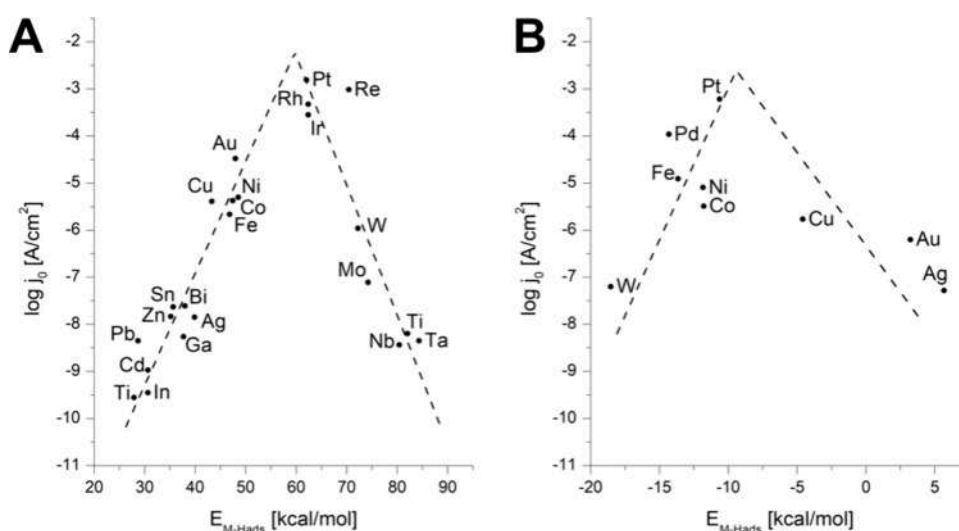 A
-2
-3
-4
-5
-6
-7
-8
-9
-10
-11
log j0 [A/cm2]
20 30 40 50 60 70 80 90
EM-Hads [kcal/mol]
Pt
Re
Rh
Ir
Au
Cu
Ni
Co
Fe
W
Mo
Sn
Bi
Zn
Ag
Pb
Ga
Ti
Nb
Ta
Cd
Ti
In
B
-2
-3
-4
-5
-6
-7
-8
-9
-10
-11
log j0 [A/cm2]
-20 -15 -10 -5 0 5
EM-Hads [kcal/mol]
Pt
Pd
Fe
Ni
Co
Cu
Au
Ag
W